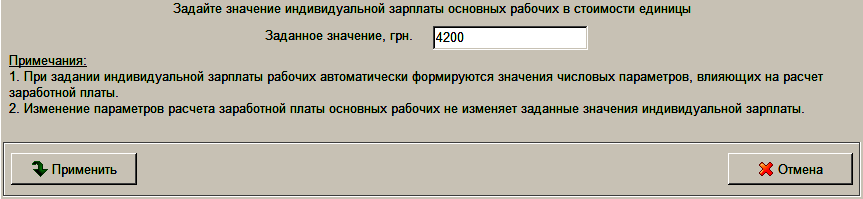 Задайте значение индивидуальной зарплаты основных рабочих в стоимости единицы
Заданное значение, грн. 4200
Примечания:
1. При задании индивидуальной зарплаты рабочих автоматически формируются значения числовых параметров, влияющих на расчет
заработной платы.
2. Изменение параметров расчета заработной платы основных рабочих не изменяет заданные значения индивидуальной зарплаты.
Применить Отмена